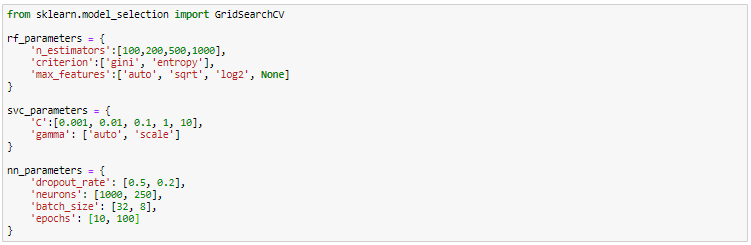 from sklearn.model_selection import GridSearchCV
rf_parameters = {
'n_estimators':[100,200,500,1000],
'criterion':['gini', 'entropy'],
'max_features':['auto', 'sqrt', 'log2', None]
}
svc_parameters = {
'C':[0.001, 0.01, 0.1, 1, 10],
'gamma': ['auto', 'scale']
}
nn_parameters = {
'dropout_rate': [0.5, 0.2],
'neurons': [1000, 250],
'batch_size': [32, 8],
'epochs': [10, 100]
}